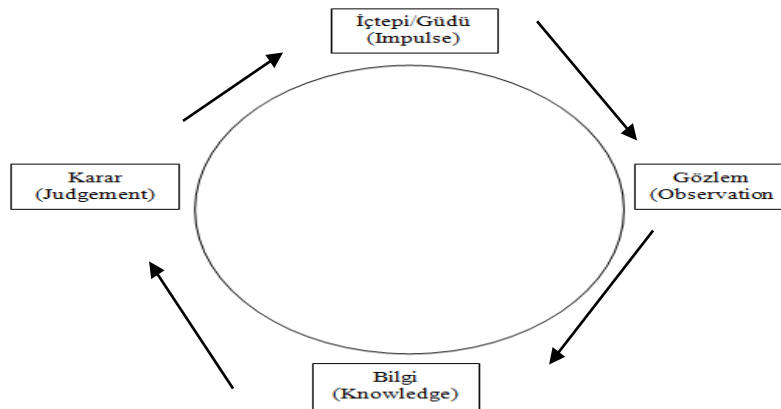 İçtepi/Güdü
(Impulse)
Karar
(Judgement)
Gözlem
(Observation
Bilgi
(Knowledge)